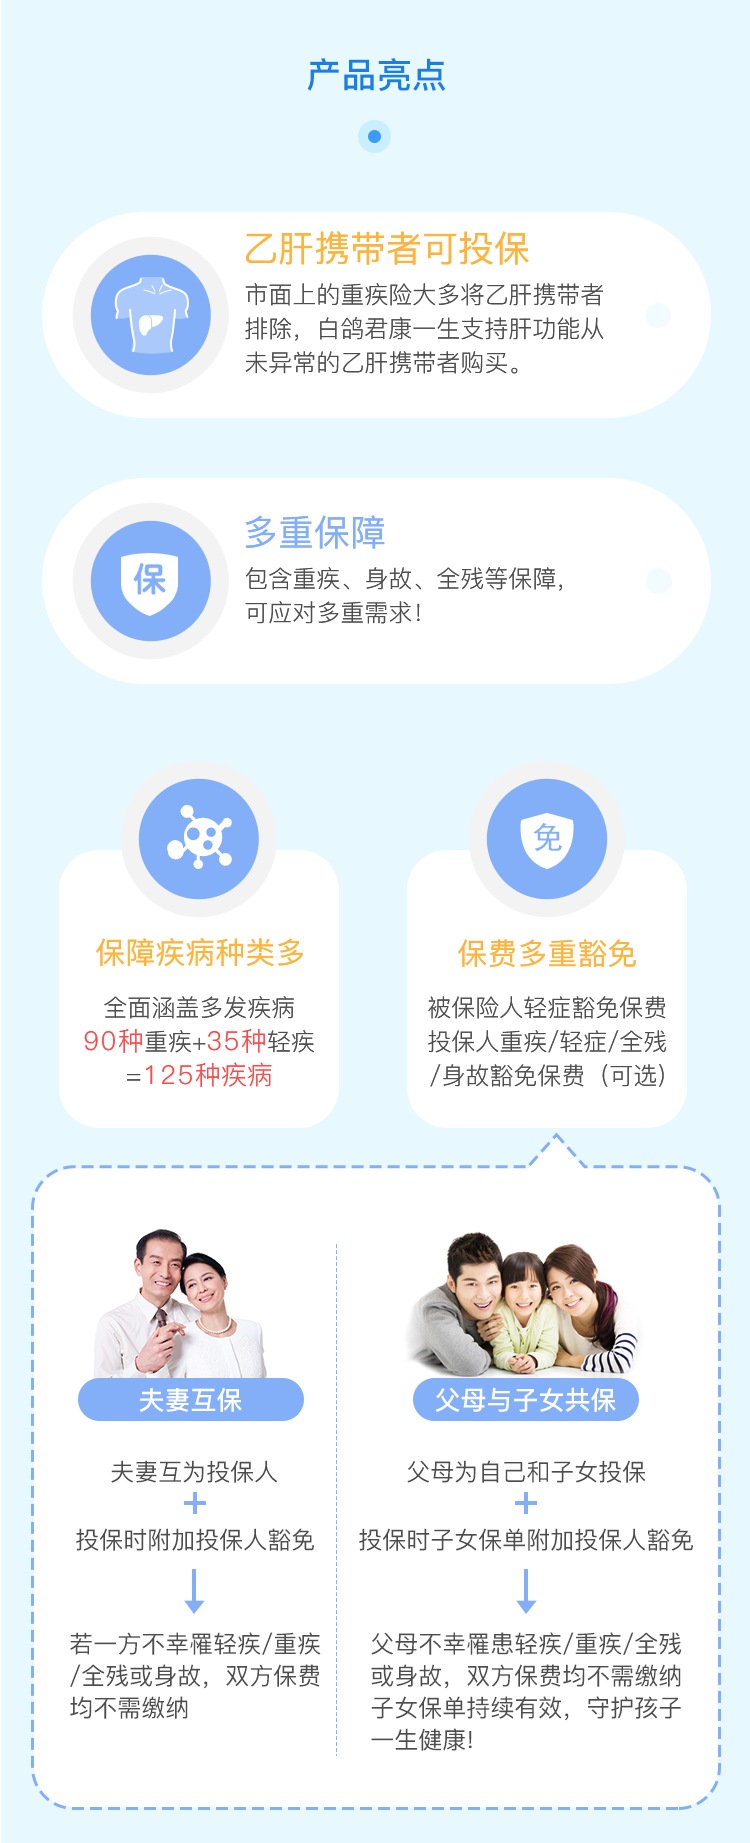 产品亮点
乙肝携带者可投保
市面上的重疾险大多将乙肝携带者
排除，白鸽君康一生支持肝功能从
未异常的乙肝携带者购买。
多重保障
保
包含重疾、身故、全残等保障，
可应对多重需求！
免
保障疾病种类多
全面涵盖多发疾病
90种重疾+35种轻疾
=125种疾病
保费多重豁免
被保险人轻症豁免保费
投保人重疾/轻症/全残
/身故豁免保费（可选）
夫妻互保
夫妻互为投保人
+
投保时附加投保人豁免
若一方不幸罹轻疾/重疾
/全残或身故，双方保费
均不需缴纳
父母与子女共保
父母为自己和子女投保
+
投保时子女保单附加投保人豁免
父母不幸罹患轻疾/重疾/全残
或身故，双方保费均不需缴纳
子女保单持续有效，守护孩子
一生健康！